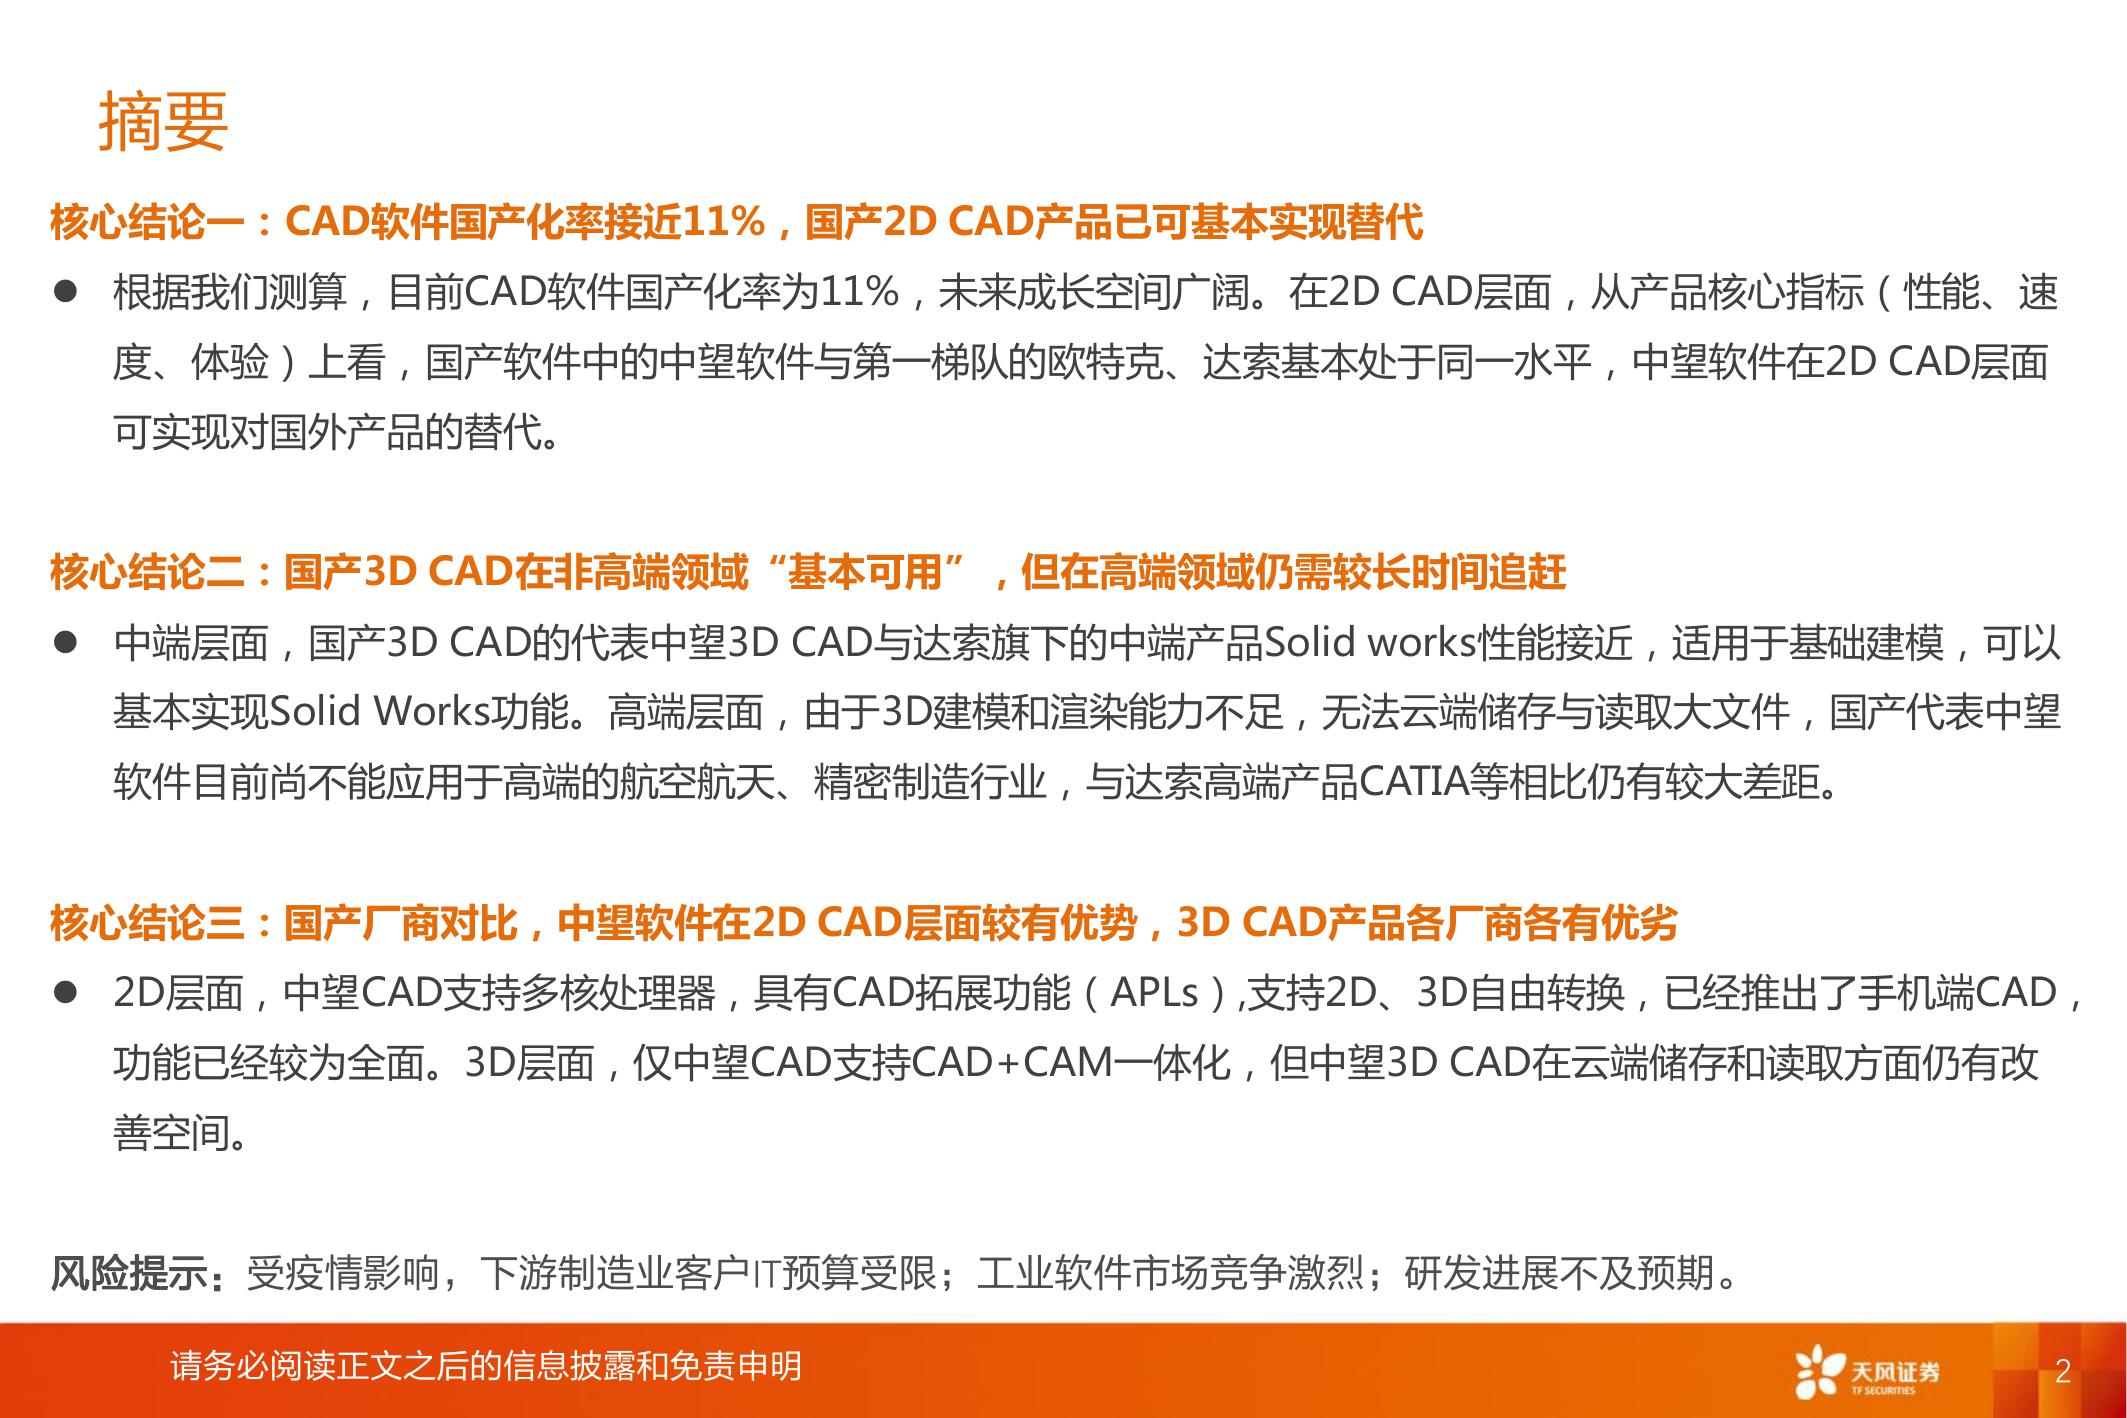 摘要
核心结论一：CAD软件国产化率接近11%，国产2D CAD产品已可基本实现替代
● 根据我们测算，目前CAD软件国产化率为11%，未来成长空间广阔。在2D CAD层面，从产品核心指标（性能、速
度、体验）上看，国产软件中的中望软件与第一梯队的欧特克、达索基本处于同一水平，中望软件在2D CAD层面
可实现对国外产品的替代。
核心结论二：国产3D CAD在非高端领域“基本可用”，但在高端领域仍需较长时间追赶
● 中端层面，国产3D CAD的代表中望3D CAD与达索旗下的中端产品Solid works性能接近，适用于基础建模，可以
基本实现Solid Works功能。高端层面，由于3D建模和渲染能力不足，无法云端储存与读取大文件，国产代表中望
软件目前尚不能应用于高端的航空航天、精密制造行业，与达索高端产品CATIA等相比仍有较大差距。
核心结论三：国产厂商对比，中望软件在2D CAD层面较有优势，3D CAD产品各厂商各有优劣
● 2D层面，中望CAD支持多核处理器，具有CAD拓展功能（APLs）,支持2D、3D自由转换，已经推出了手机端CAD，
功能已经较为全面。3D层面，仅中望CAD支持CAD+CAM一体化，但中望3D CAD在云端储存和读取方面仍有改
善空间。
风险提示：受疫情影响，下游制造业客户IT预算受限；工业软件市场竞争激烈；研发进展不及预期。
请务必阅读正文之后的信息披露和免责申明
天风证券
TF SECURITIES
2